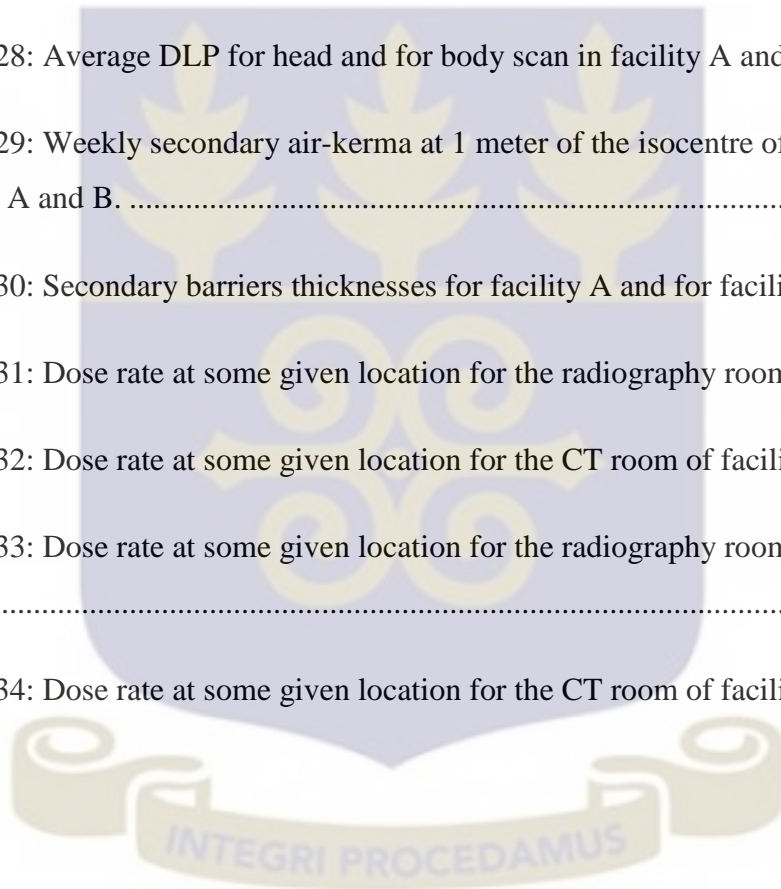 28: Average DLP for head and for body scan in facility A and
29: Weekly secondary air-kerma at 1 meter of the isocentre of
A and B. ....................................................................................
30: Secondary barriers thicknesses for facility A and for facili
31: Dose rate at some given location for the radiography room
32: Dose rate at some given location for the CT room of facili
33: Dose rate at some given location for the radiography room
....................................................................................................
34: Dose rate at some given location for the CT room of facili
INTEGRI PROCEDAMUS